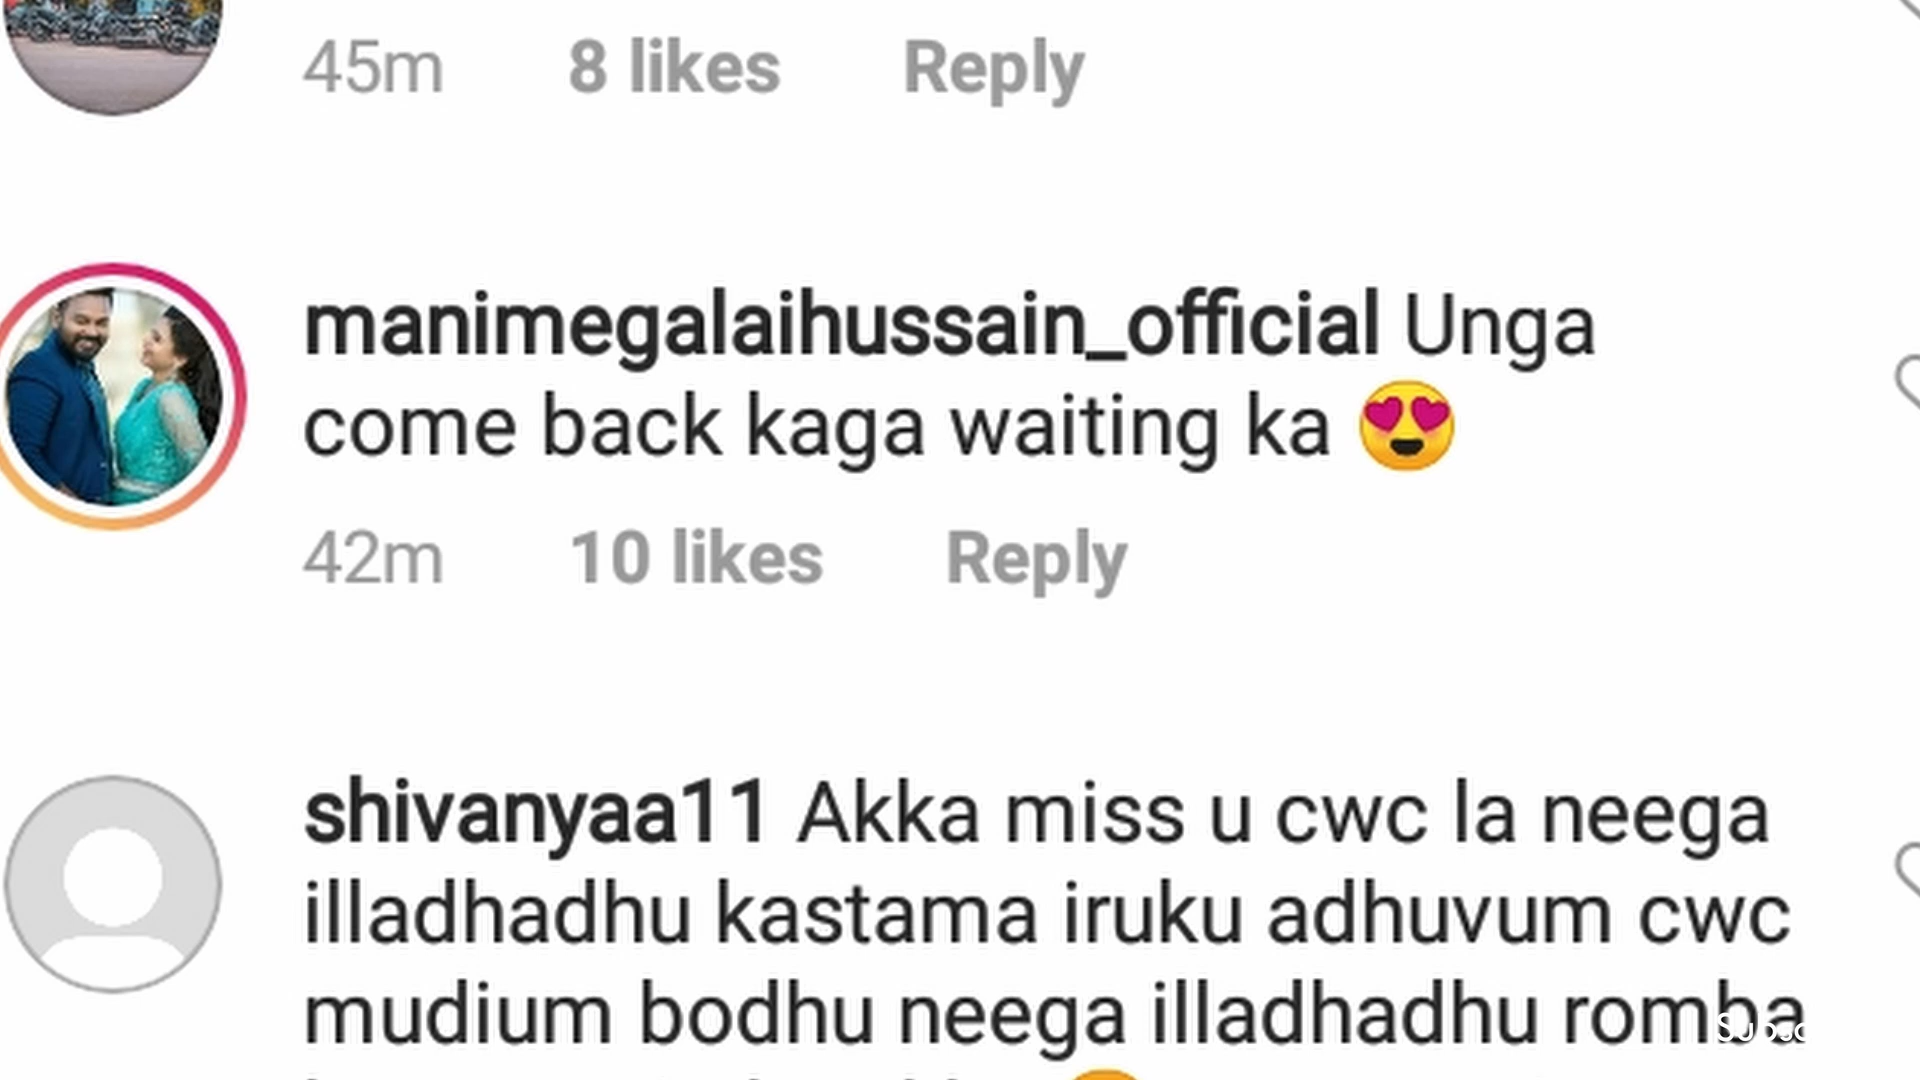 45m 8 likes Reply
manimegalaihussain_official Unga
come back kaga waiting ka 😍
42m 10 likes Reply
shivanyaa11 Akka miss u cwc la neega
illadhadhu kastama iruku adhuvum cwc
mudium bodhu neega illadhadhu romba